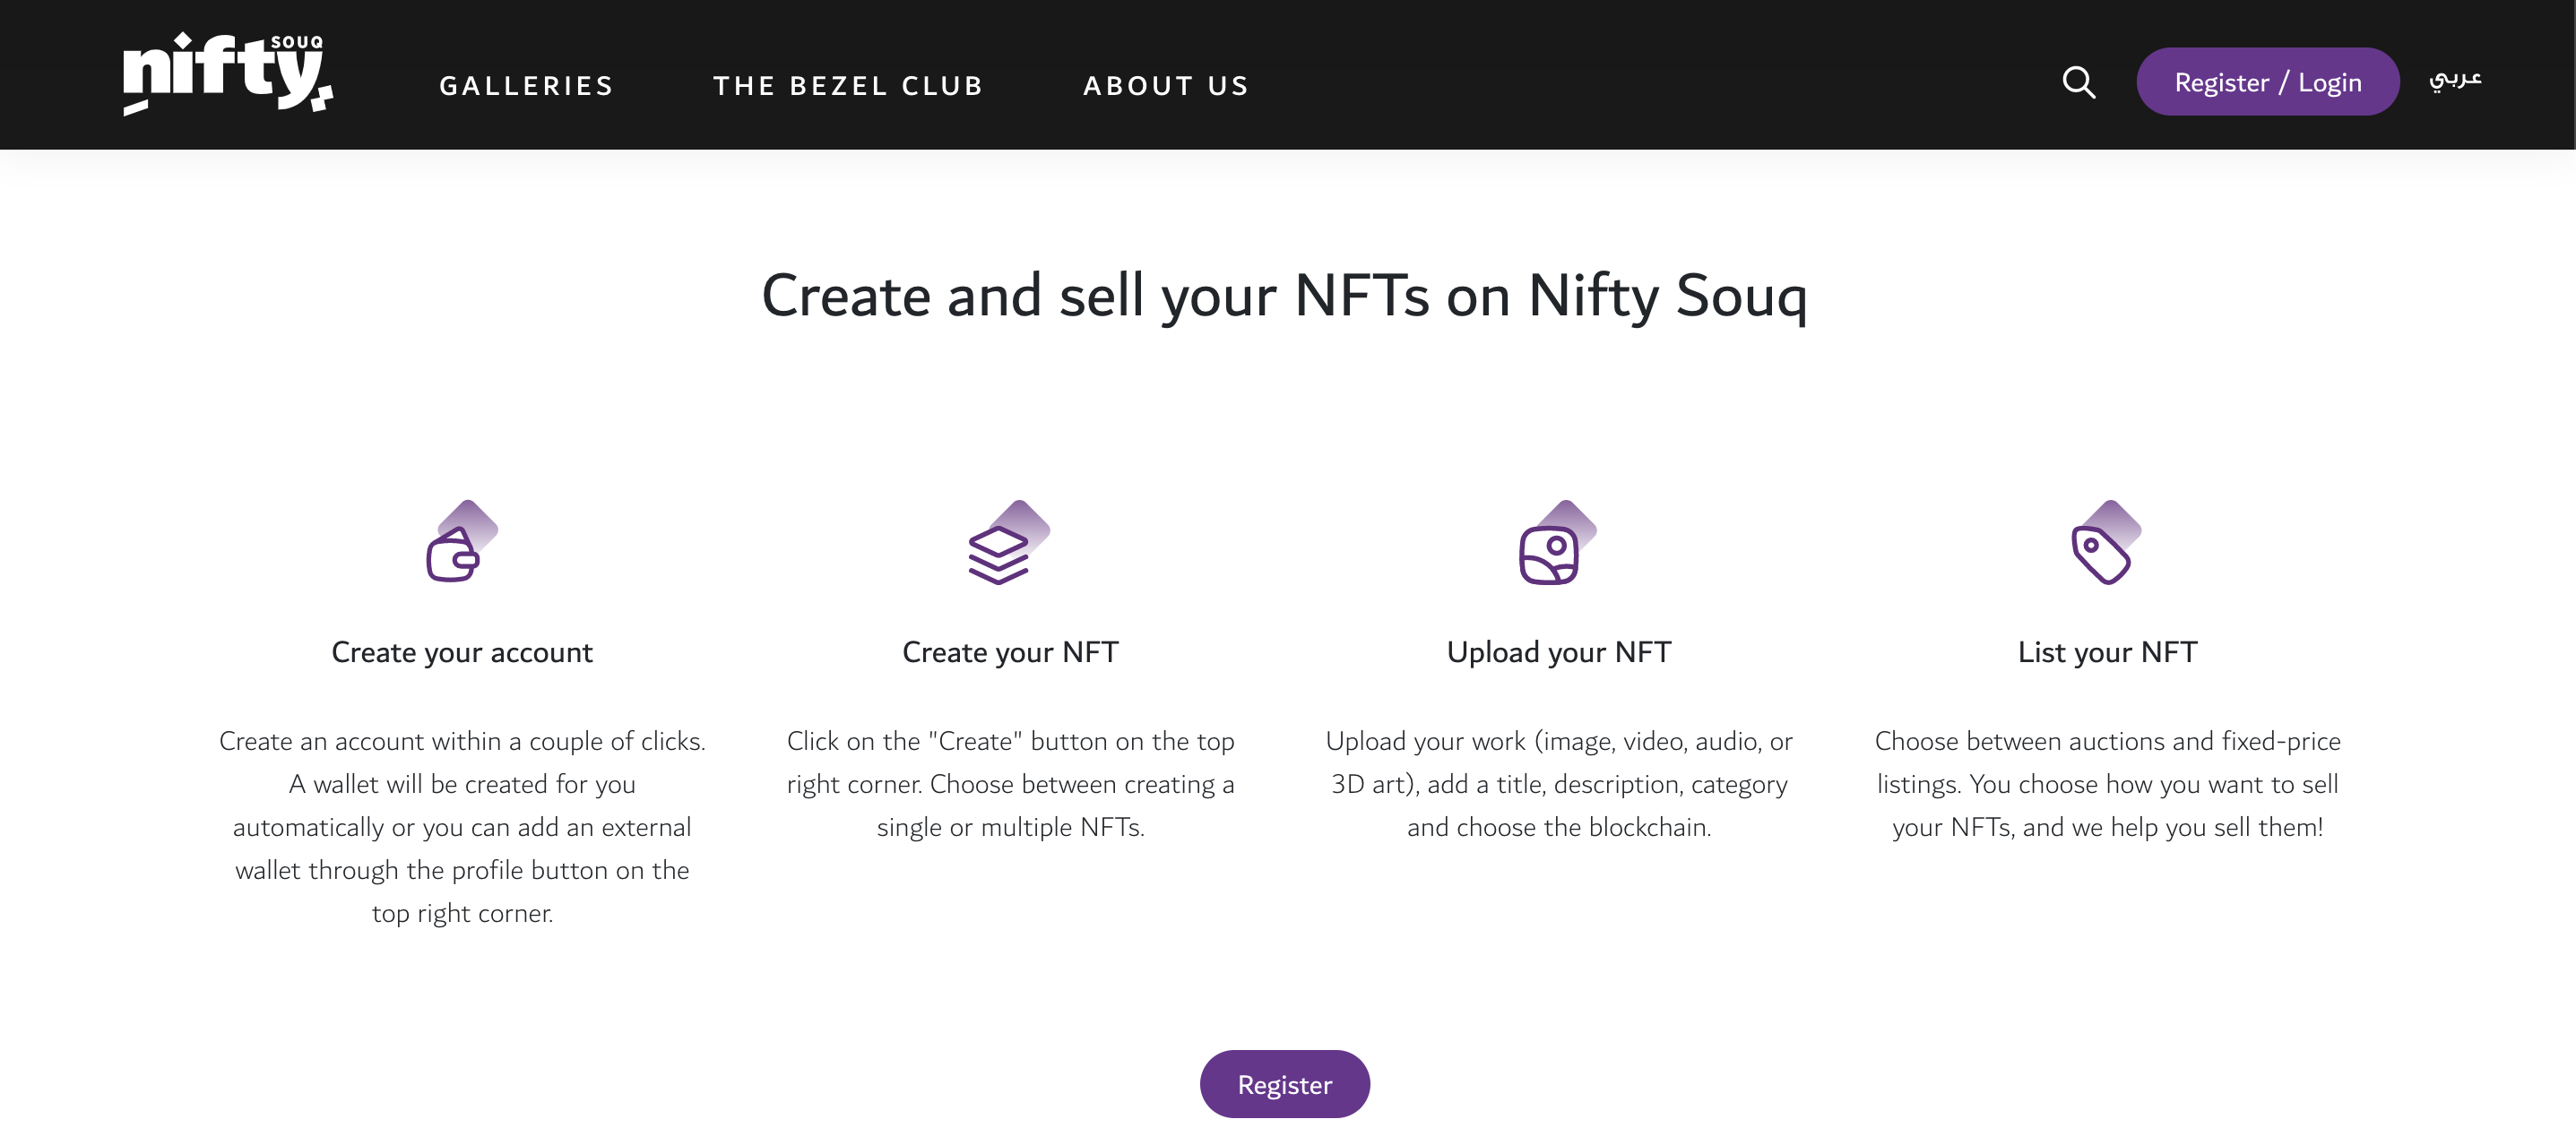 nifty SOUQ
GALLERIES
THE BEZEL CLUB
ABOUT US
Register / Login
عربي
Create and sell your NFTs on Nifty Souq
Create your account
Create an account within a couple of clicks.
A wallet will be created for you
automatically or you can add an external
wallet through the profile button on the
top right corner.
Create your NFT
Click on the "Create" button on the top
right corner. Choose between creating a
single or multiple NFTs.
Upload your NFT
Upload your work (image, video, audio, or
3D art), add a title, description, category
and choose the blockchain.
List your NFT
Choose between auctions and fixed-price
listings. You choose how you want to sell
your NFTs, and we help you sell them!
Register